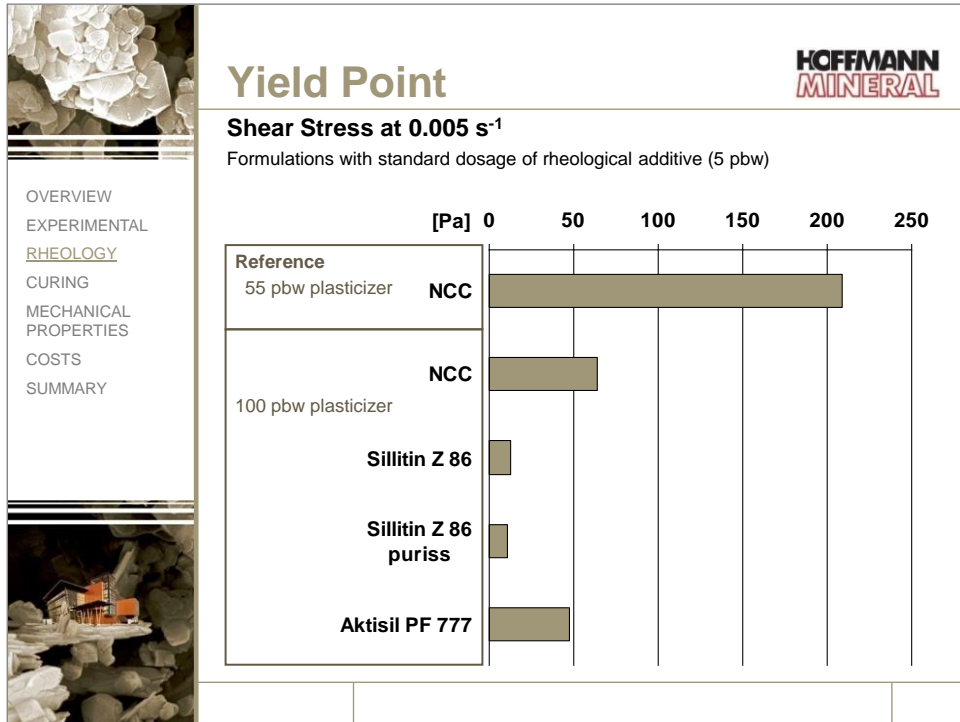 Yield Point
HOFFMANN
MINERAL
Shear Stress at 0.005 s-1
Formulations with standard dosage of rheological additive (5 pbw)
OVERVIEW
EXPERIMENTAL
RHEOLOGY
CURING
MECHANICAL
PROPERTIES
COSTS
SUMMARY
[Pa] 0 50 100 150 200 250
Reference
55 pbw plasticizer NCC
NCC
100 pbw plasticizer
Sillitin Z 86
Sillitin Z 86
puriss
Aktisil PF 777